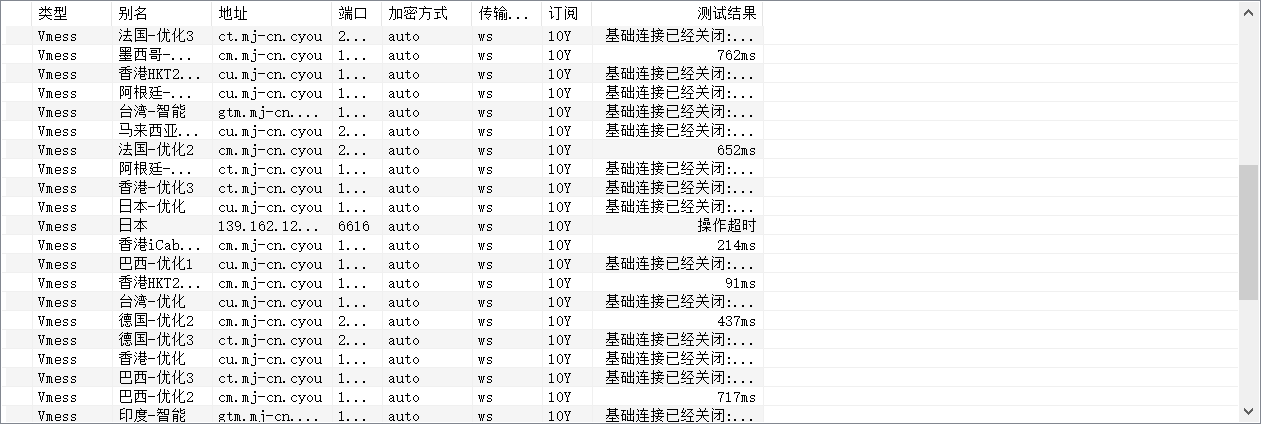 类型 别名 地址 端口 加密方式 传输... 订阅 测试结果
Vmess 法国-优化3 ct.mj-cn.cyou 2... auto ws 10Y 基础连接已经关闭:...
Vmess 墨西哥-... cm.mj-cn.cyou 1... auto ws 10Y 762ms
Vmess 香港HKT2... cu.mj-cn.cyou 1... auto ws 10Y 基础连接已经关闭:...
Vmess 阿根廷-... cu.mj-cn.cyou 1... auto ws 10Y 基础连接已经关闭:...
Vmess 台湾-智能 gtm.mj-cn.... 1... auto ws 10Y 基础连接已经关闭:...
Vmess 马来西亚... cu.mj-cn.cyou 2... auto ws 10Y 基础连接已经关闭:...
Vmess 法国-优化2 cm.mj-cn.cyou 2... auto ws 10Y 652ms
Vmess 阿根廷-... ct.mj-cn.cyou 1... auto ws 10Y 基础连接已经关闭:...
Vmess 香港-优化3 ct.mj-cn.cyou 1... auto ws 10Y 基础连接已经关闭:...
Vmess 日本-优化 cu.mj-cn.cyou 1... auto ws 10Y 基础连接已经关闭:...
Vmess 日本 139.162.12... 6616 auto ws 10Y 操作超时
Vmess 香港iCab... cm.mj-cn.cyou 1... auto ws 10Y 214ms
Vmess 巴西-优化1 cu.mj-cn.cyou 1... auto ws 10Y 基础连接已经关闭:...
Vmess 香港HKT2... cm.mj-cn.cyou 1... auto ws 10Y 91ms
Vmess 台湾-优化 cu.mj-cn.cyou 1... auto ws 10Y 基础连接已经关闭:...
Vmess 德国-优化2 cm.mj-cn.cyou 2... auto ws 10Y 437ms
Vmess 德国-优化3 ct.mj-cn.cyou 2... auto ws 10Y 基础连接已经关闭:...
Vmess 香港-优化 cu.mj-cn.cyou 1... auto ws 10Y 基础连接已经关闭:...
Vmess 巴西-优化3 ct.mj-cn.cyou 1... auto ws 10Y 基础连接已经关闭:...
Vmess 巴西-优化2 cm.mj-cn.cyou 1... auto ws 10Y 717ms
Vmess 印度-智能 gtm.mj-cn.... 1... auto ws 10Y 基础连接已经关闭:...